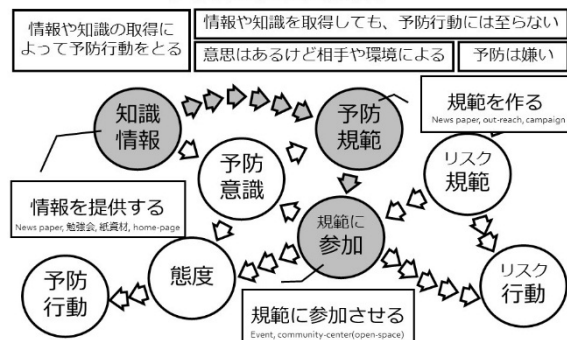 情報や知識の取得に
よって予防行動をとる
情報や知識を取得しても、予防行動には至らない
意思はあるけど相手や環境による
予防は嫌い
知識
情報
予防
規範
規範を作る
News paper, out-reach, campaign
予防
意識
リスク
規範
情報を提供する
News paper, 勉強会, 紙資材, home-page
規範に
参加
予防
行動
態度
リスク
行動
規範に参加させる
Event, community-center(open-space)